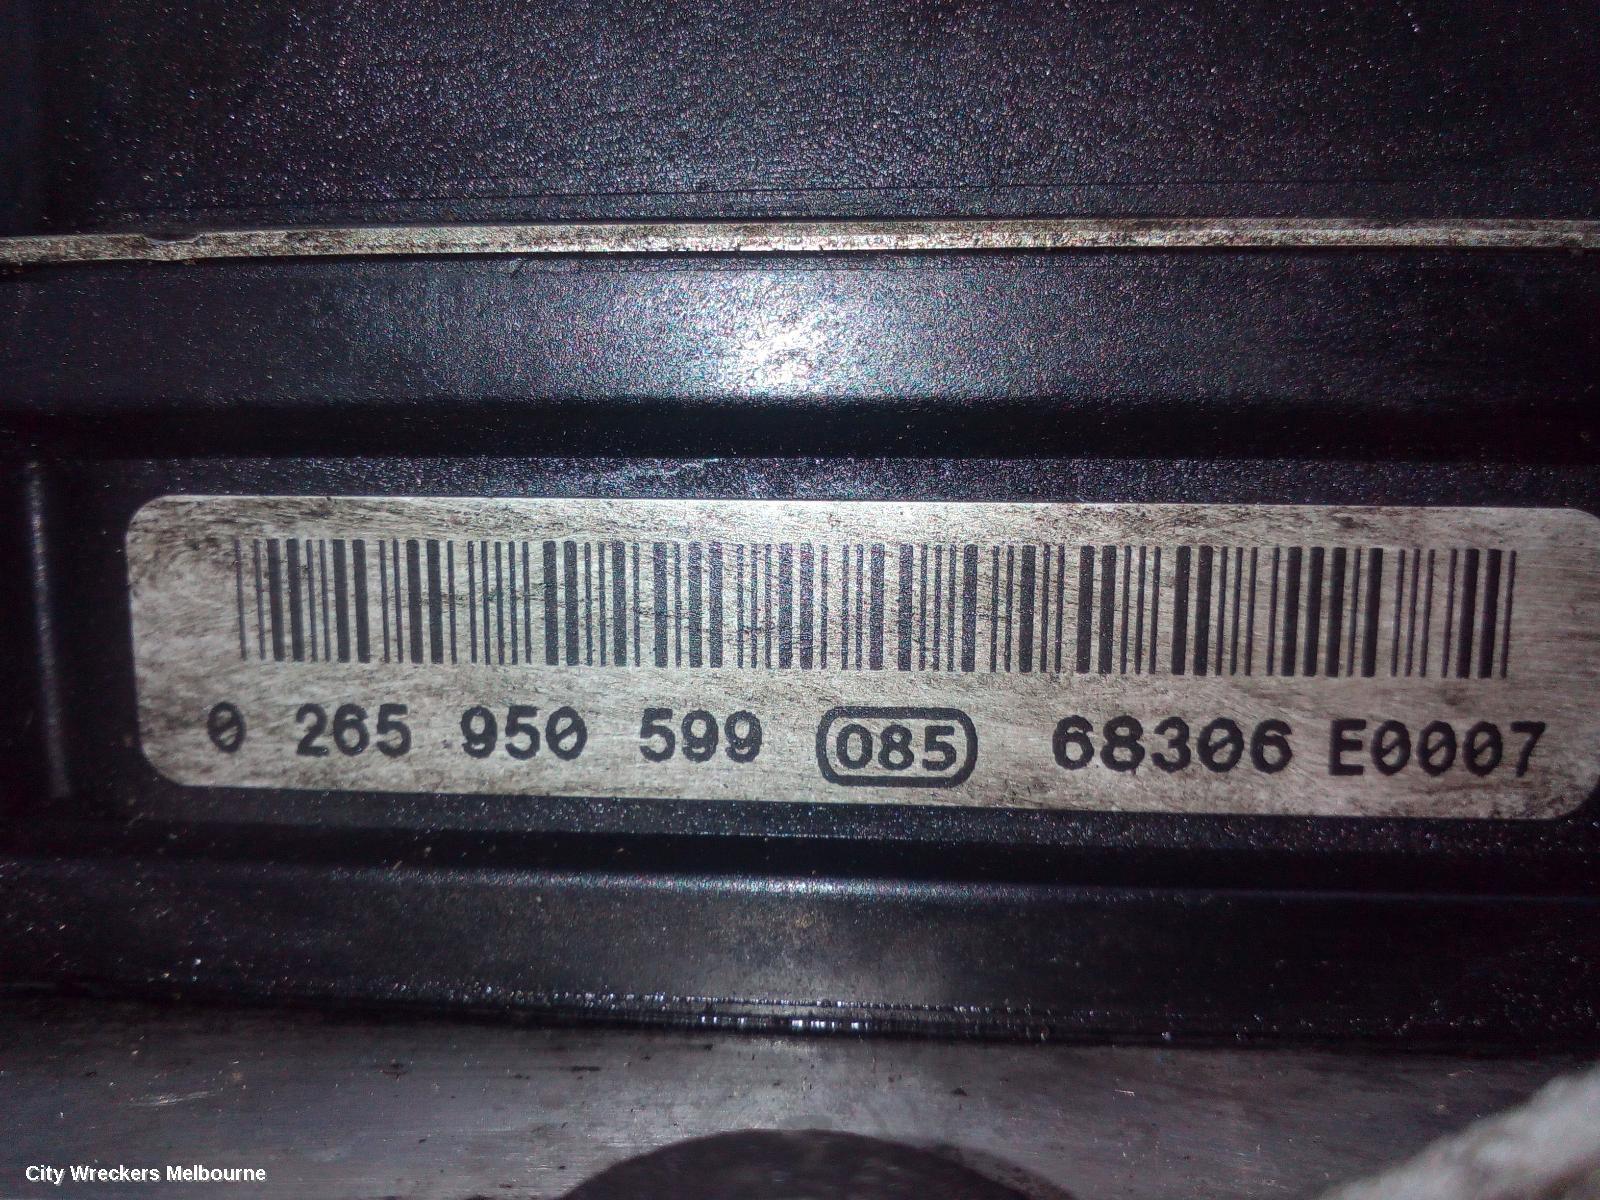 0 265 950 599 085 68306 E0007
City Wreckers Melbourne